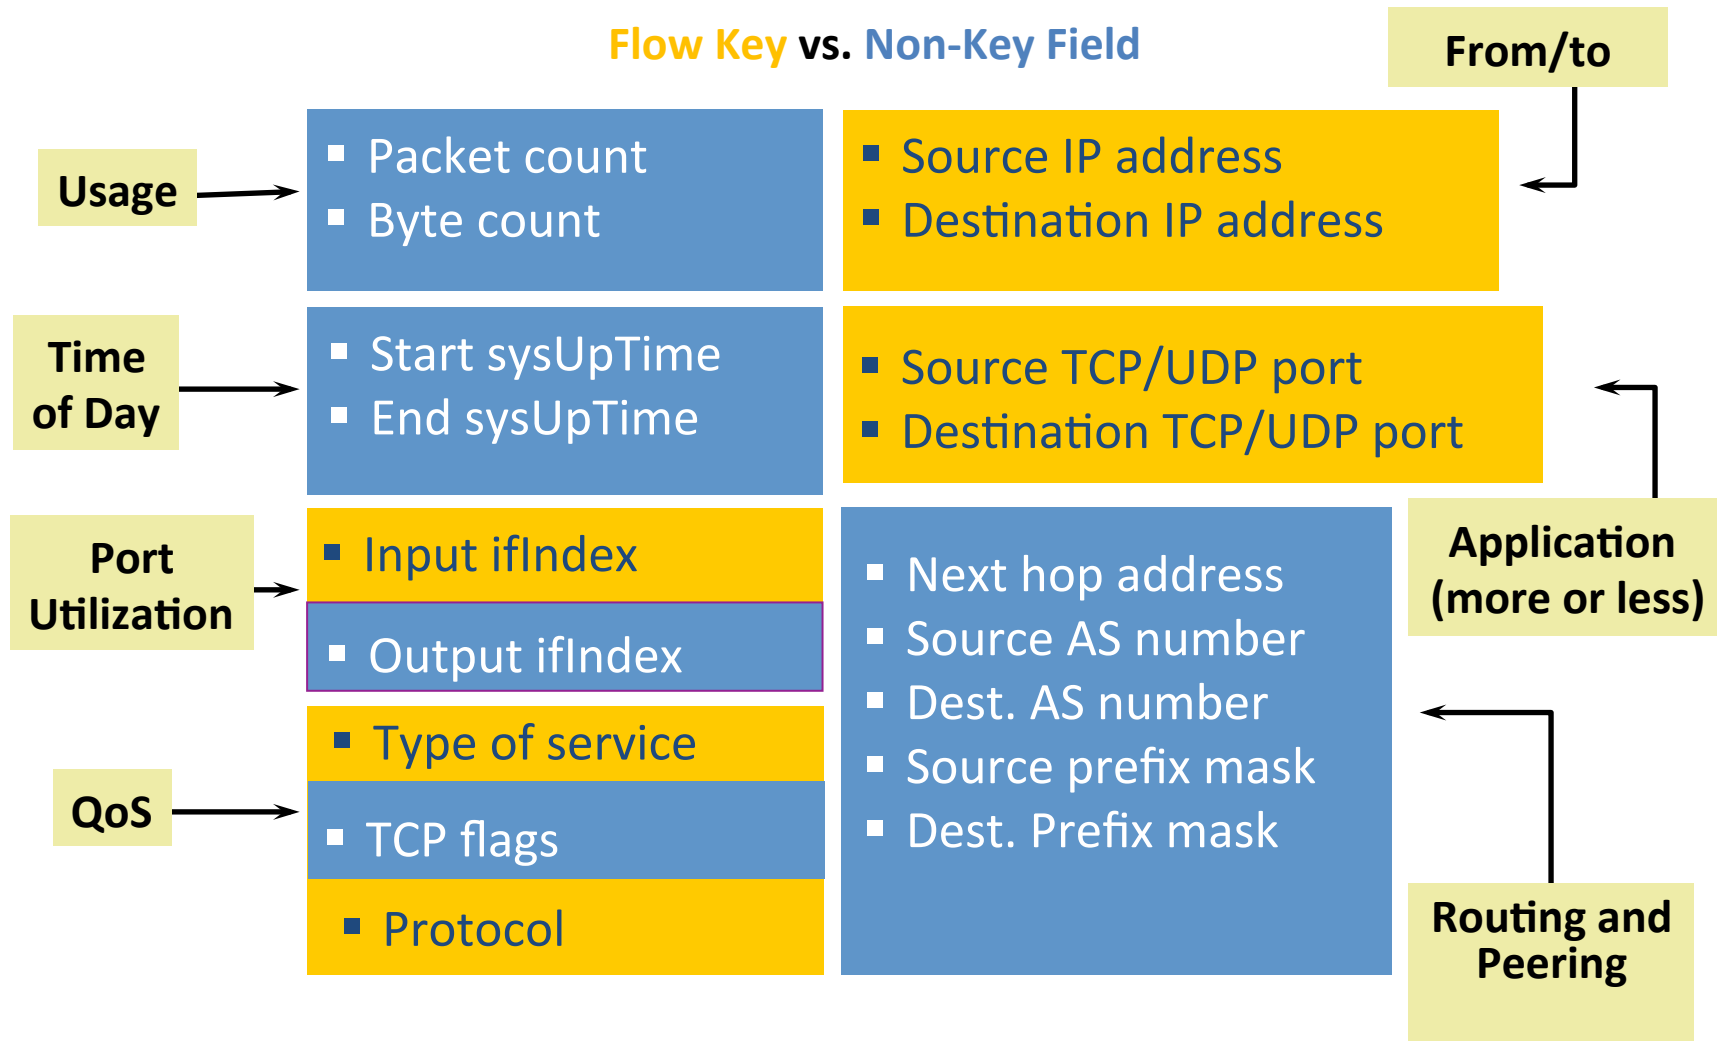 Flow Key vs. Non-Key Field
From/to
Usage
Packet count
Byte count
Source IP address
Destination IP address
Time
of Day
Start sysUpTime
End sysUpTime
Source TCP/UDP port
Destination TCP/UDP port
Port
Utilization
Input ifIndex
Output ifIndex
Application
(more or less)
Next hop address
Source AS number
Dest. AS number
Source prefix mask
Dest. Prefix mask
QoS
Type of service
TCP flags
Protocol
Routing and
Peering